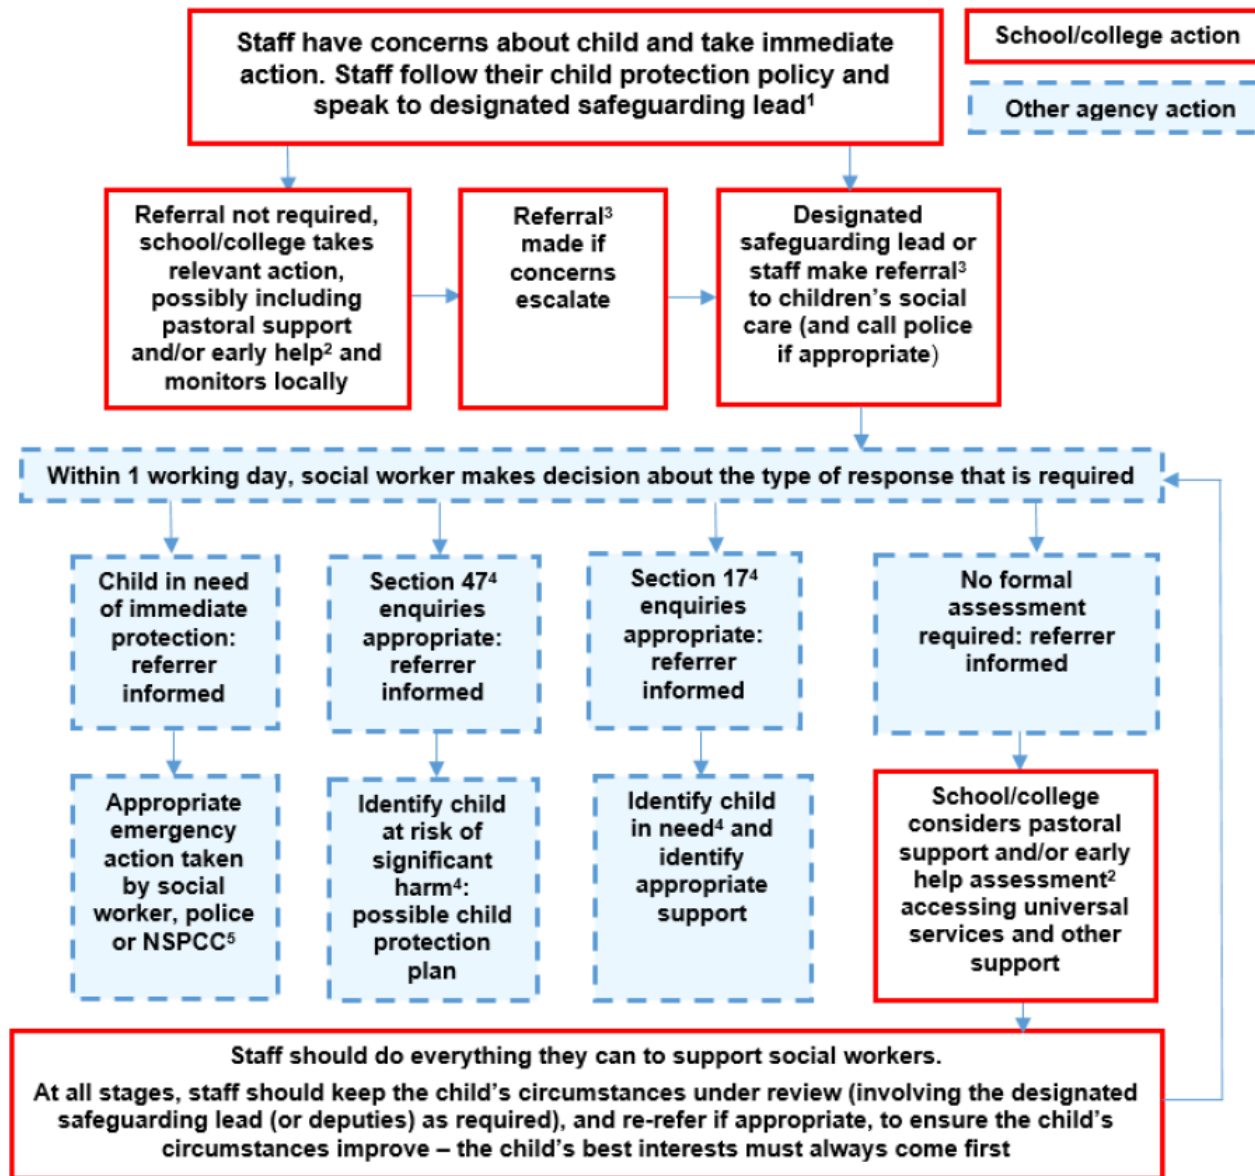 Staff have concerns about child and take immediate
action. Staff follow their child protection policy and
speak to designated safeguarding lead¹
School/college action
Other agency action
Referral not required,
school/college takes
relevant action,
possibly including
pastoral support
and/or early help² and
monitors locally
Referral³
made if
concerns
escalate
Designated
safeguarding lead or
staff make referral³
to children’s social
care (and call police
if appropriate)
Within 1 working day, social worker makes decision about the type of response that is required
Child in need
of immediate
protection:
referrer
informed
Section 47⁴
enquiries
appropriate:
referrer
informed
Section 17⁴
enquiries
appropriate:
referrer
informed
No formal
assessment
required: referrer
informed
Appropriate
emergency
action taken
by social
worker, police
or NSPCC⁵
Identify child
at risk of
significant
harm⁴:
possible child
protection
plan
Identify child
in need⁴ and
identify
appropriate
support
School/college
considers pastoral
support and/or early
help assessment²
accessing universal
services and other
support
Staff should do everything they can to support social workers.
At all stages, staff should keep the child’s circumstances under review (involving the designated
safeguarding lead (or deputies) as required), and re-refer if appropriate, to ensure the child’s
circumstances improve – the child’s best interests must always come first